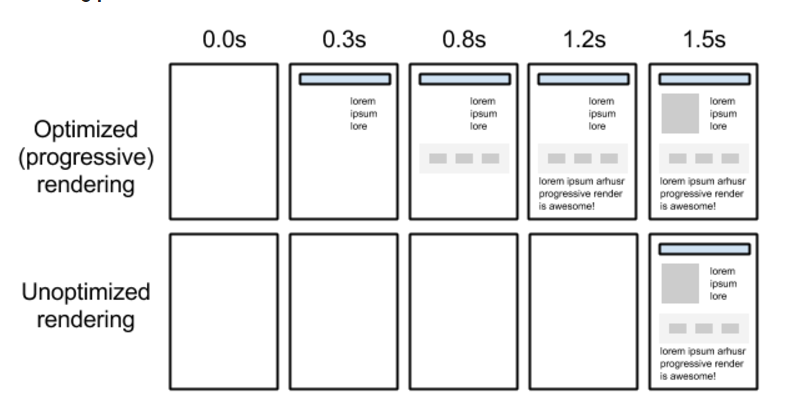 0.0s 0.3s 0.8s 1.2s 1.5s
Optimized
(progressive)
rendering
lorem
ipsum
lore
lorem
ipsum
lore
lorem
ipsum
lore
lorem ipsum arhusr
progressive render
is awesome!
lorem
ipsum
lore
lorem ipsum arhusr
progressive render
is awesome!
Unoptimized
rendering
lorem
ipsum
lore
lorem ipsum arhusr
progressive render
is awesome!